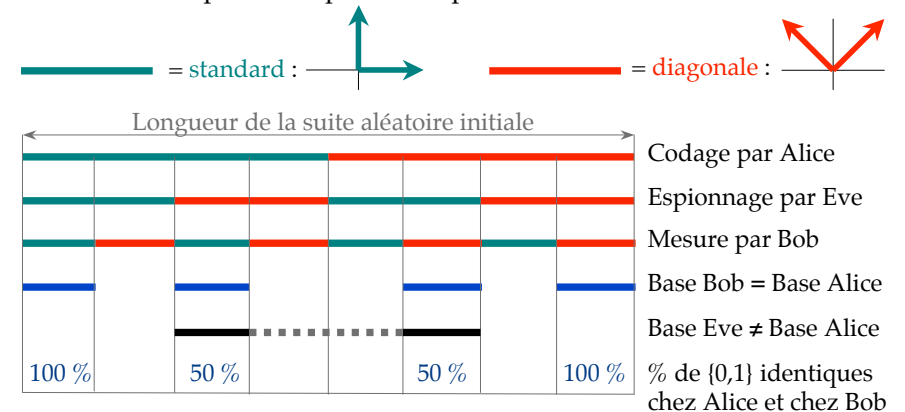 = standard :
= diagonale :
Longueur de la suite aléatoire initiale
Codage par Alice
Espionnage par Eve
Mesure par Bob
Base Bob = Base Alice
Base Eve ≠ Base Alice
100 % 50 % 50 % 100 % % de {0,1} identiques
chez Alice et chez Bob